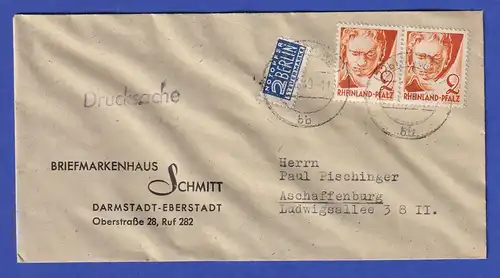 NOTOPFER
2 BERLIN
STEUERMARKE
2
RHEINLAND-PFALZ
2
RHEINLAND-PFALZ
Drucksache
BRIEFMARKENHAUS
SCHMITT
DARMSTADT-EBERSTADT
Oberstraße 28, Ruf 282
Herrn
Paul Pischinger
Aschaffenburg
Ludwigsallee 3 8 II.